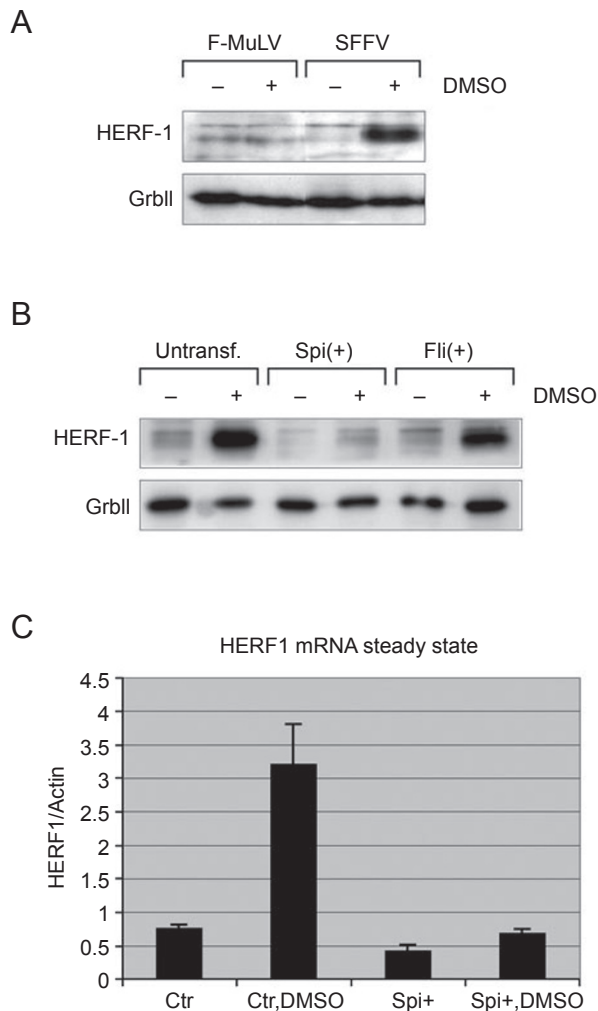 A
F-MuLV SFFV
– + – + DMSO
HERF-1
GrbII
B
Untransf. Spi(+) Fli(+)
– + – + – + DMSO
HERF-1
GrbII
C
HERF1 mRNA steady state
4.5
4
3.5
3
2.5
2
1.5
1
0.5
0
HERF1/Actin
Ctr Ctr,DMSO Spi+ Spi+,DMSO